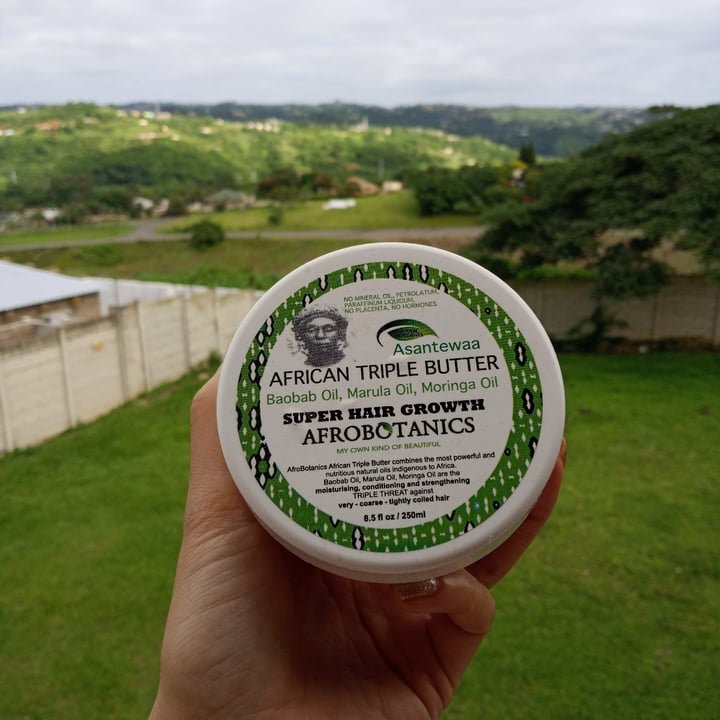 NO MINERAL OIL, PETROLATUM,
PARAFFINUM LIQUIDUM,
NO PLACENTA, NO HORMONES
Asantewaa
AFRICAN TRIPLE BUTTER
Baobab Oil, Marula Oil, Moringa Oil
SUPER HAIR GROWTH
AFROBOTANICS
MY OWN KIND OF BEAUTIFUL
AfroBotanics African Triple Butter combines the most powerful and
nutritious natural oils indigenous to Africa.
Baobab Oil, Marula Oil, Moringa Oil are the
moisturising, conditioning and strengthening
TRIPLE THREAT against
very - coarse - tightly coiled hair
8.5 fl oz / 250ml